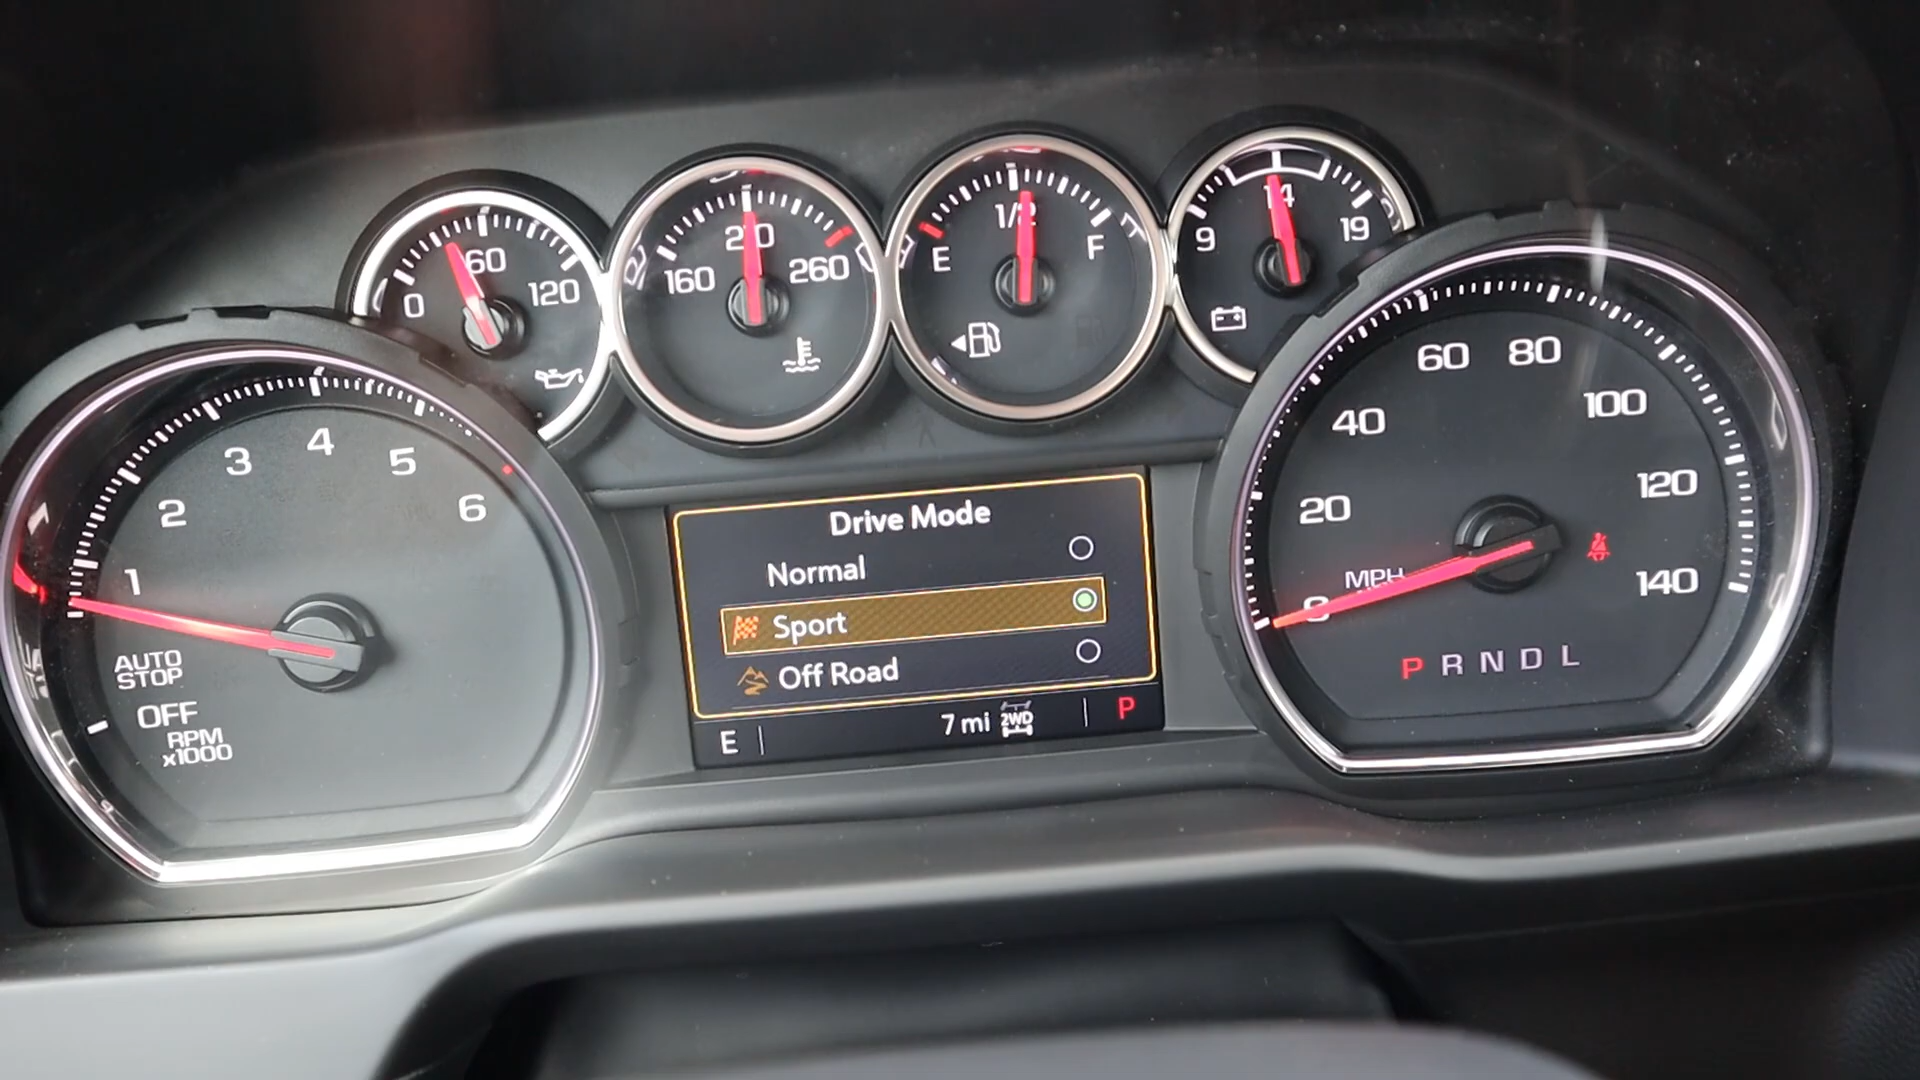 0 60 120
160 210 260
E 1/2 F
9 14 19
1 2 3 4 5 6
AUTO
STOP
OFF
RPM
x1000
Drive Mode
Normal
Sport
Off Road
E 7 mi 2WD P
0 20 40 60 80 100 120 140
MPH
P R N D L